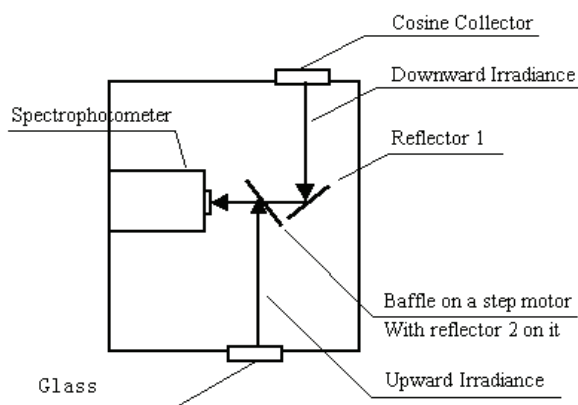 Cosine Collector
Downward Irradiance
Spectrophotometer
Reflector 1
Baffle on a step motor
With reflector 2 on it
Glass
Upward Irradiance